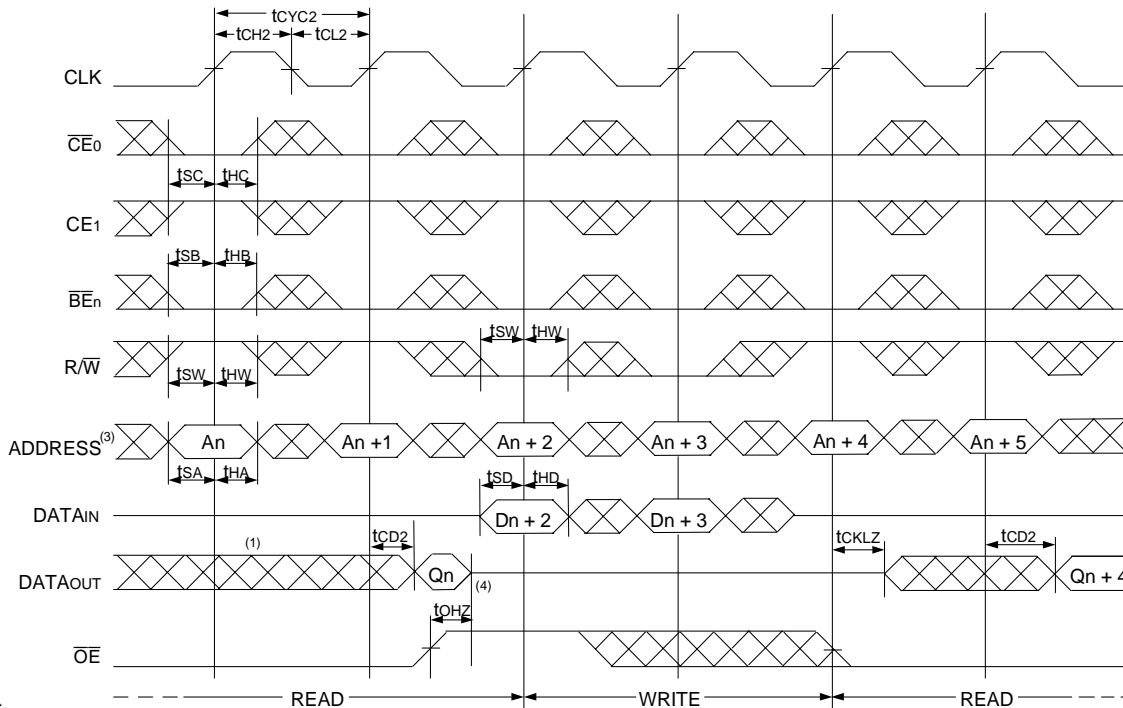 tCYC2
tCH2 tCL2
CLK
CE0
tSC tHC
CE1
tSB tHB
BEn
tSW tHW
R/W
tSW tHW
ADDRESS(3) An An +1 An + 2 An + 3 An + 4 An + 5
tSA tHA tSD tHD
DATAIN Dn + 2 Dn + 3
(1) tCD2 tCKLZ tCD2
DATAOUT Qn (4) Qn + 4
tOHZ
OE
READ WRITE READ